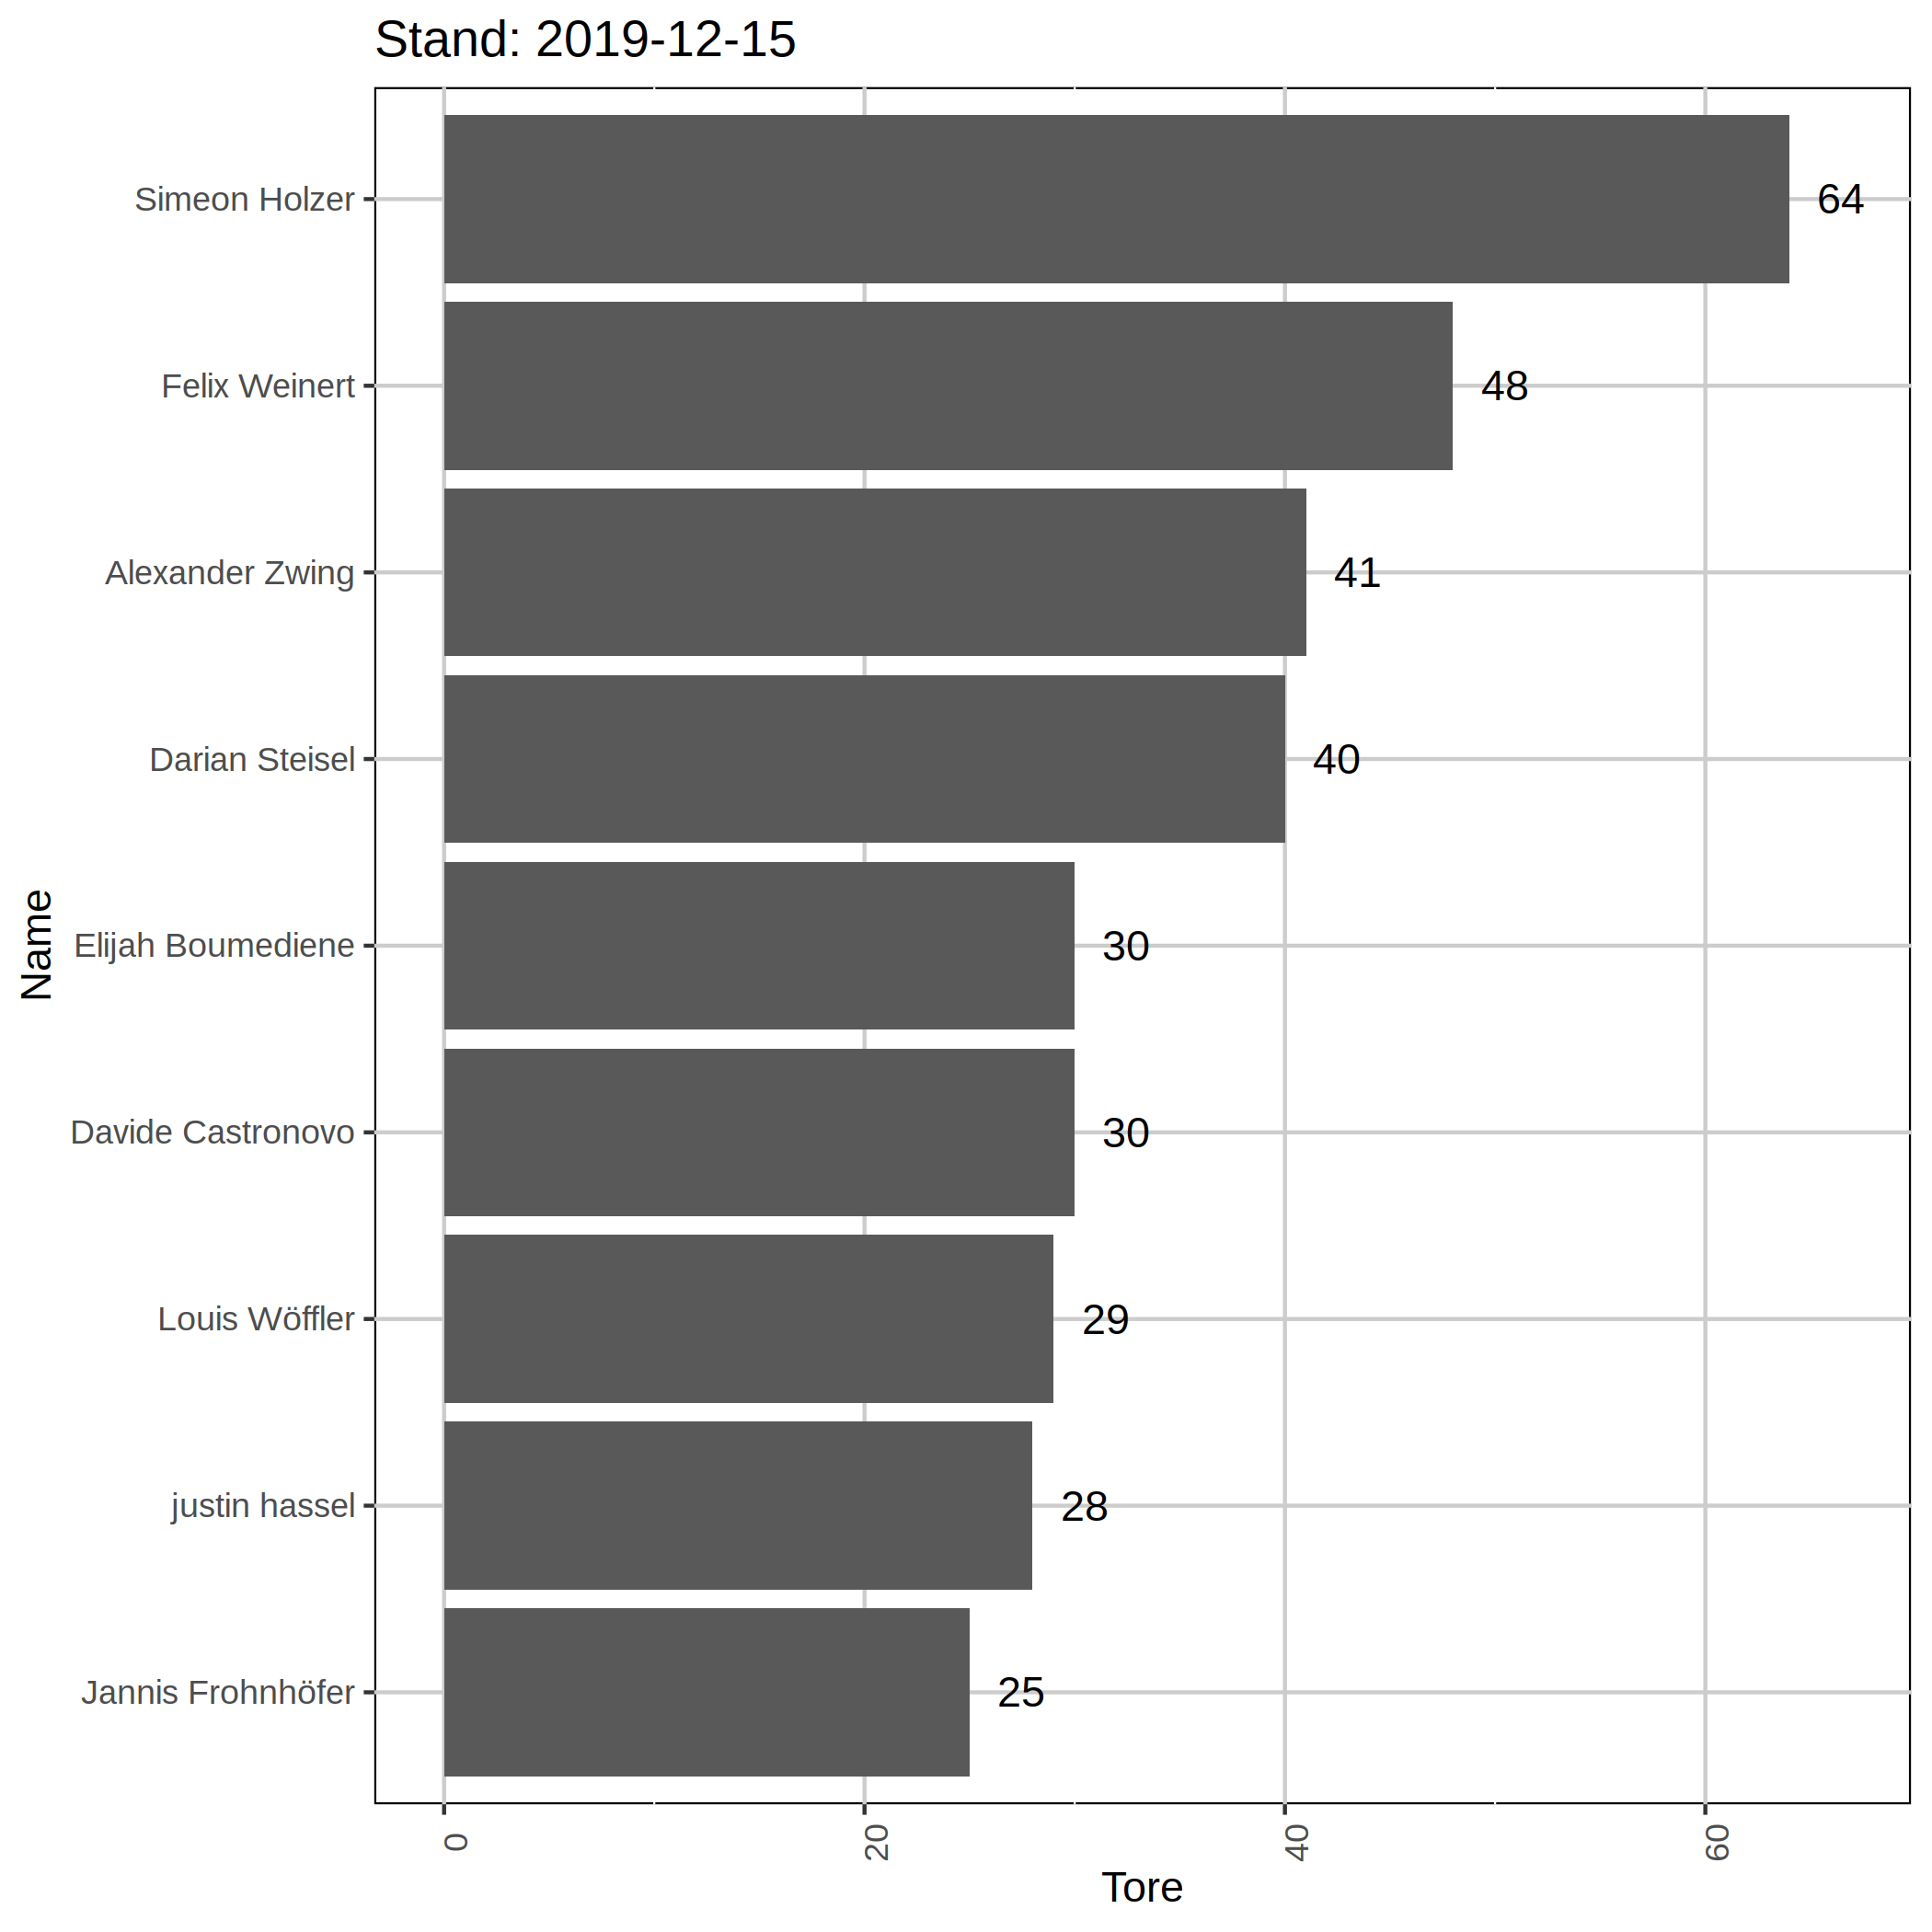 Stand: 2019-12-15
Name
Simeon Holzer 64
Felix Weinert 48
Alexander Zwing 41
Darian Steisel 40
Elijah Boumediene 30
Davide Castronovo 30
Louis Wöffler 29
justin hassel 28
Jannis Frohnhöfer 25
0 20 40 60
Tore